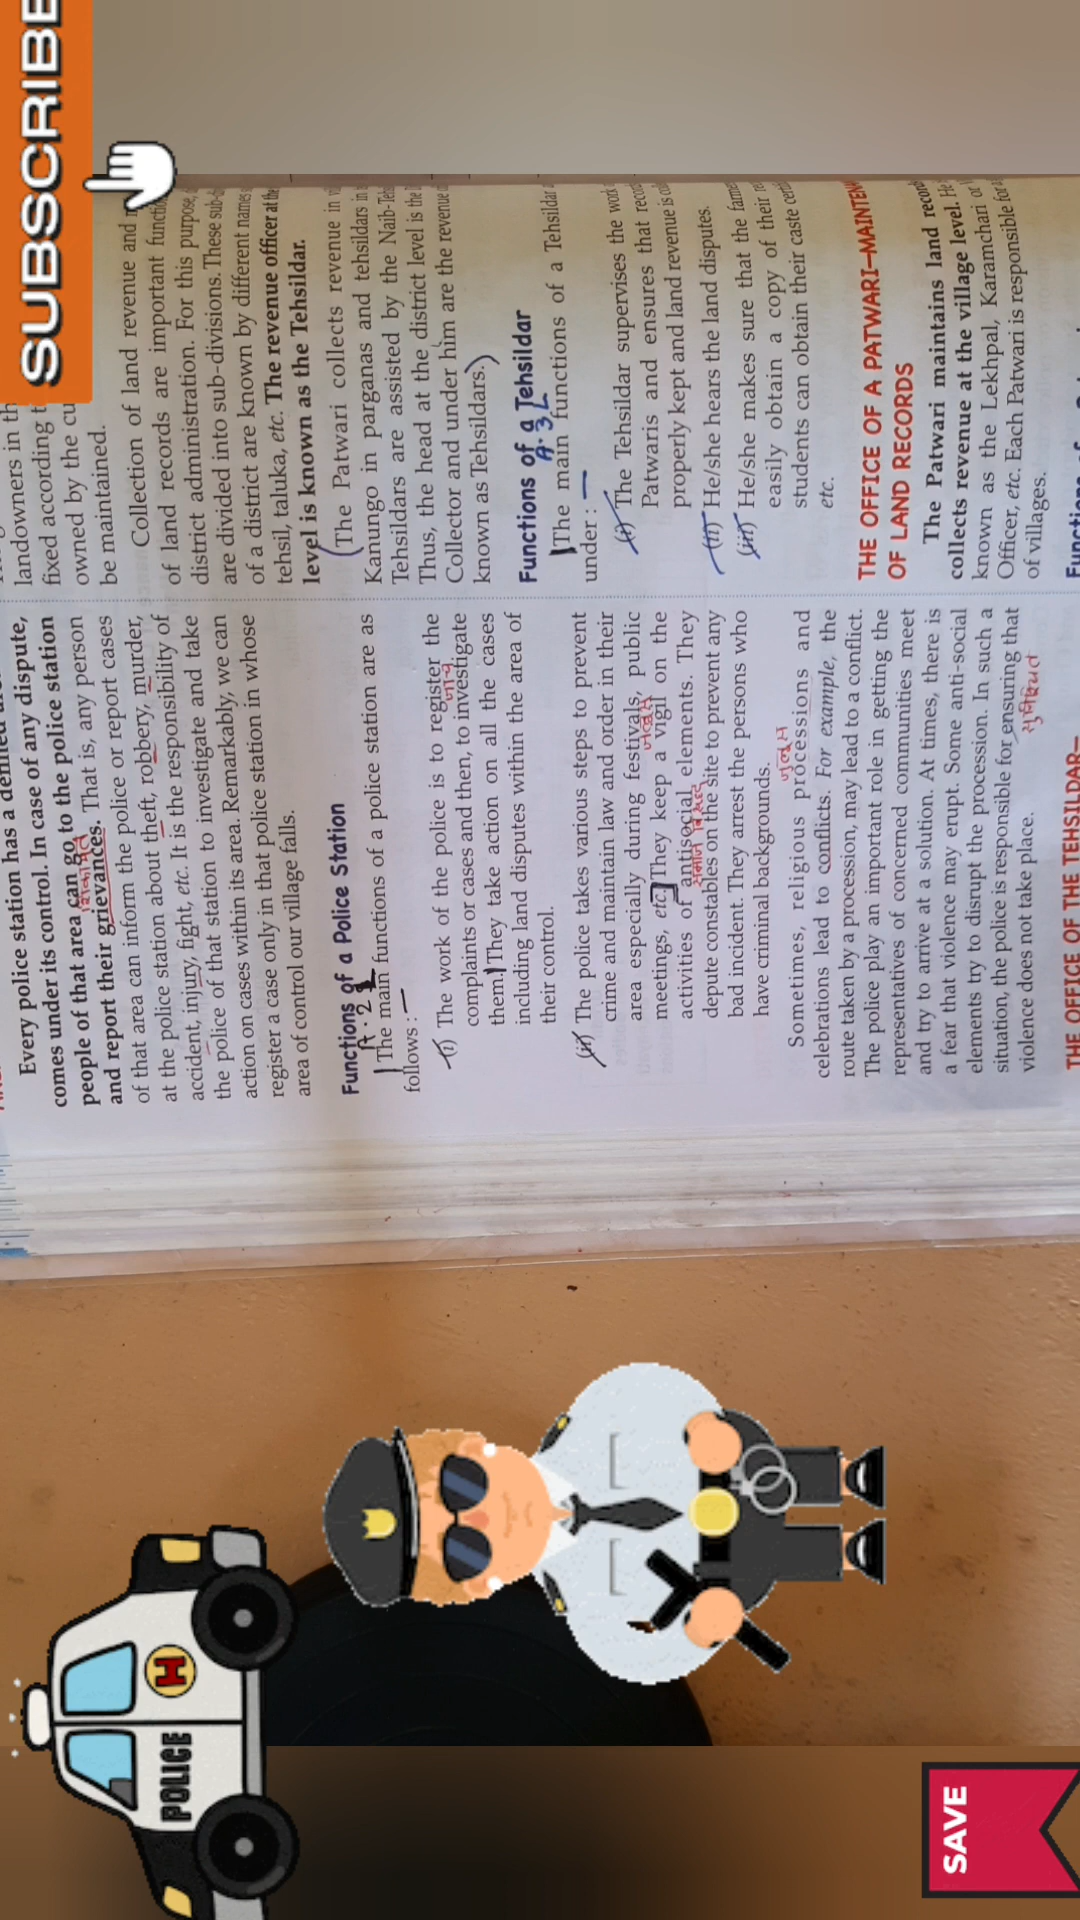 SUBSCRIBE
Every police station has a
comes under its control. In case of any dispute,
people of that area can go to the police station
शिकायतें
and report their grievances. That is, any person
of that area can inform the police or report cases
at the police station about theft, robbery, murder,
accident, injury, fight, etc. It is the responsibility of
the police of that station to investigate and take
action on cases within its area. Remarkably, we can
register a case only in that police station in whose
area of control our village falls.
Functions of a Police Station
A·2
The main functions of a police station are as
follows :—
(i) The work of the police is to register the
जांच
complaints or cases and then, to investigate
them. They take action on all the cases
including land disputes within the area of
their control.
(ii) The police takes various steps to prevent
crime and maintain law and order in their
area especially during festivals, public
meetings, etc. They keep a vigil on the
activities of antisocial elements. They
समाज विरुद्ध
depute constables on the site to prevent any
bad incident. They arrest the persons who
have criminal backgrounds.
जुलूस
Sometimes, religious processions and
celebrations lead to conflicts. For example, the
route taken by a procession, may lead to a conflict.
The police play an important role in getting the
representatives of concerned communities meet
and try to arrive at a solution. At times, there is
a fear that violence may erupt. Some anti-social
elements try to disrupt the procession. In such a
situation, the police is responsible for ensuring that
सुनिश्चित
violence does not take place.
THE OFFICE OF THE TEHSILDAR—
landowners in
fixed according
owned by the
be maintained.
Collection of land revenue and
of land records are important
district administration. For this purpose,
are divided into sub-divisions. These
of a district are known by different names
tehsil, taluka, etc. The revenue officer at the
level is known as the Tehsildar.
(The Patwari collects revenue in
Kanungo in parganas and tehsildars in
Tehsildars are assisted by the Naib-
Thus, the head at the district level is the
Collector and under him are the revenue
known as Tehsildars.)
Functions of a Tehsildar
A·3
The main functions of a Tehsildar
under :—
(i) The Tehsildar supervises the work
Patwaris and ensures that
properly kept and land revenue is
(ii) He/she hears the land disputes.
(iii) He/she makes sure that the
easily obtain a copy of their
students can obtain their caste
etc.
THE OFFICE OF A PATWARI—
OF LAND RECORDS
The Patwari maintains land
collects revenue at the village level. He
known as the Lekhpal, Karamchari or
Officer, etc. Each Patwari is responsible for
of villages.
POLICE
H
SAVE